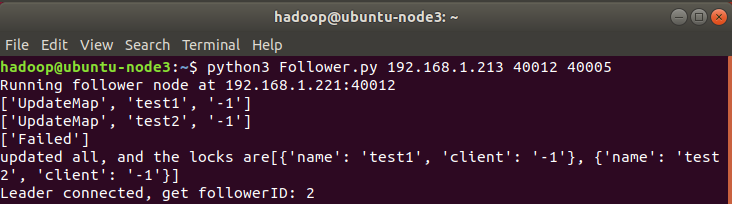 hadoop@ubuntu-node3: ~
File Edit View Search Terminal Help
hadoop@ubuntu-node3:~$ python3 Follower.py 192.168.1.213 40012 40005
Running follower node at 192.168.1.221:40012
['UpdateMap', 'test1', '-1']
['UpdateMap', 'test2', '-1']
['Failed']
updated all, and the locks are[{'name': 'test1', 'client': '-1'}, {'name': 'test
2', 'client': '-1'}]
Leader connected, get followerID: 2